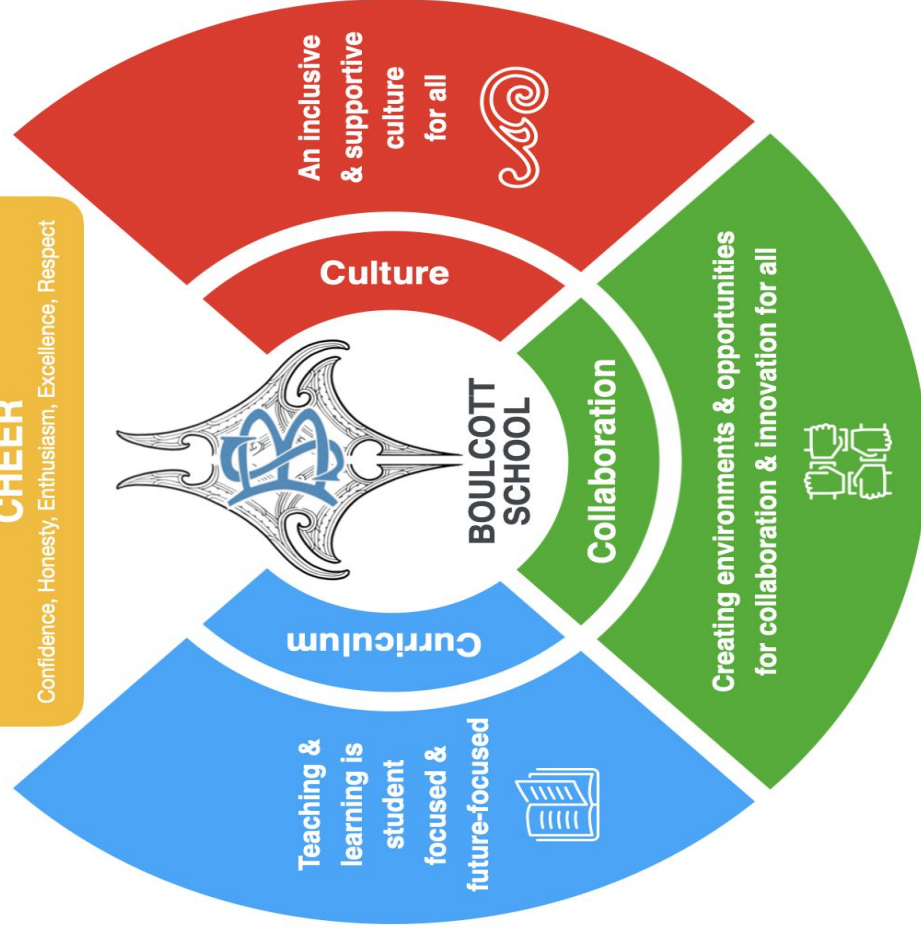 CHEER
Confidence, Honesty, Enthusiasm, Excellence, Respect
Curriculum
Teaching &
learning is
student
focused &
future-focused
BOULCOTT
SCHOOL
Culture
An inclusive
& supportive
culture
for all
Collaboration
Creating environments & opportunities
for collaboration & innovation for all